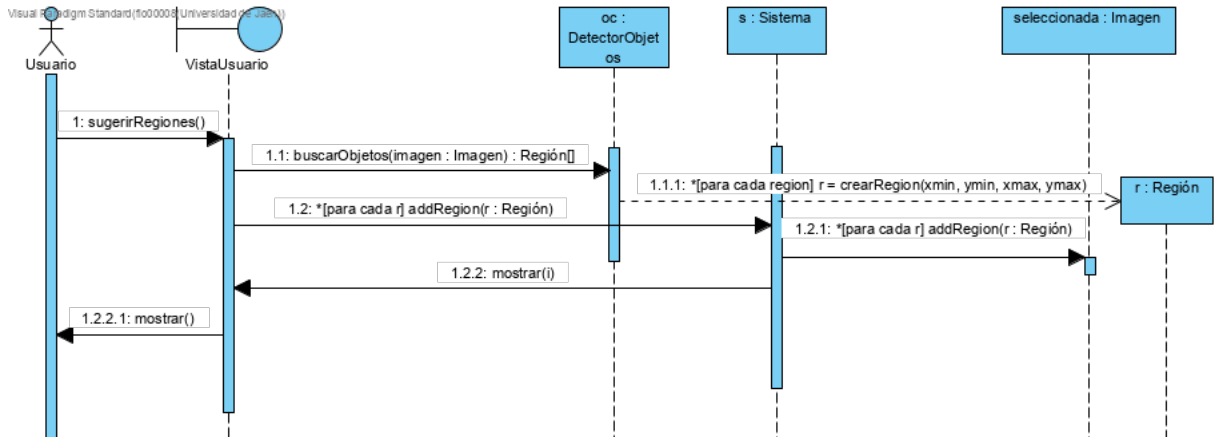 Visual Paradigm Standard(flo00008(Universidad de Jaen))
Usuario
VistaUsuario
oc :
DetectorObjet
os
s : Sistema
seleccionada : Imagen
1: sugerirRegiones()
1.1: buscarObjetos(imagen : Imagen) : Región[]
1.1.1: *[para cada region] r = crearRegion(xmin, ymin, xmax, ymax)
r : Región
1.2: *[para cada r] addRegion(r : Región)
1.2.1: *[para cada r] addRegion(r : Región)
1.2.2: mostrar(i)
1.2.2.1: mostrar()